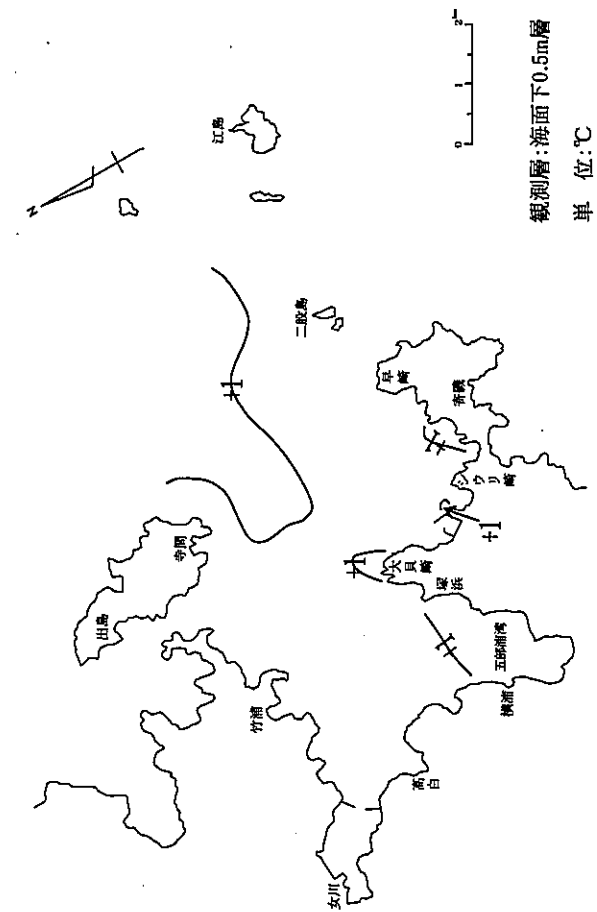 N
江島
二股島
+1
早崎
寄磯
+1
ウリ崎
+1
+1
大貝崎
塚浜
+1
五部浦湾
横浦
高白
女川
竹浦
出島
寺間
0 1 2
観測層:海面下0.5m層
単 位:℃